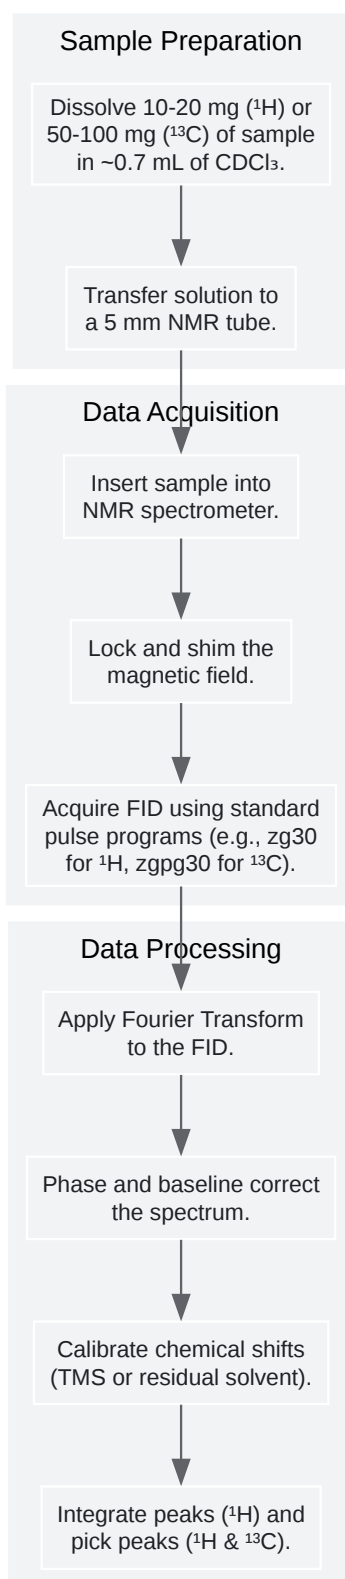 Sample Preparation
Dissolve 10-20 mg (¹H) or
50-100 mg (¹³C) of sample
in ~0.7 mL of CDCl₃.
Transfer solution to
a 5 mm NMR tube.
Data Acquisition
Insert sample into
NMR spectrometer.
Lock and shim the
magnetic field.
Acquire FID using standard
pulse programs (e.g., zg30
for ¹H, zgpg30 for ¹³C).
Data Processing
Apply Fourier Transform
to the FID.
Phase and baseline correct
the spectrum.
Calibrate chemical shifts
(TMS or residual solvent).
Integrate peaks (¹H) and
pick peaks (¹H & ¹³C).